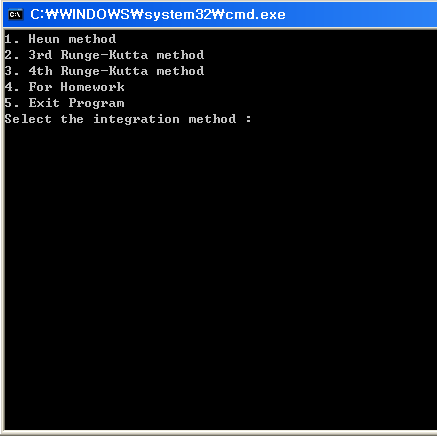 C:₩WINDOWS₩system32₩cmd.exe
1. Heun method
2. 3rd Runge-Kutta method
3. 4th Runge-Kutta method
4. For Homework
5. Exit Program
Select the integration method :